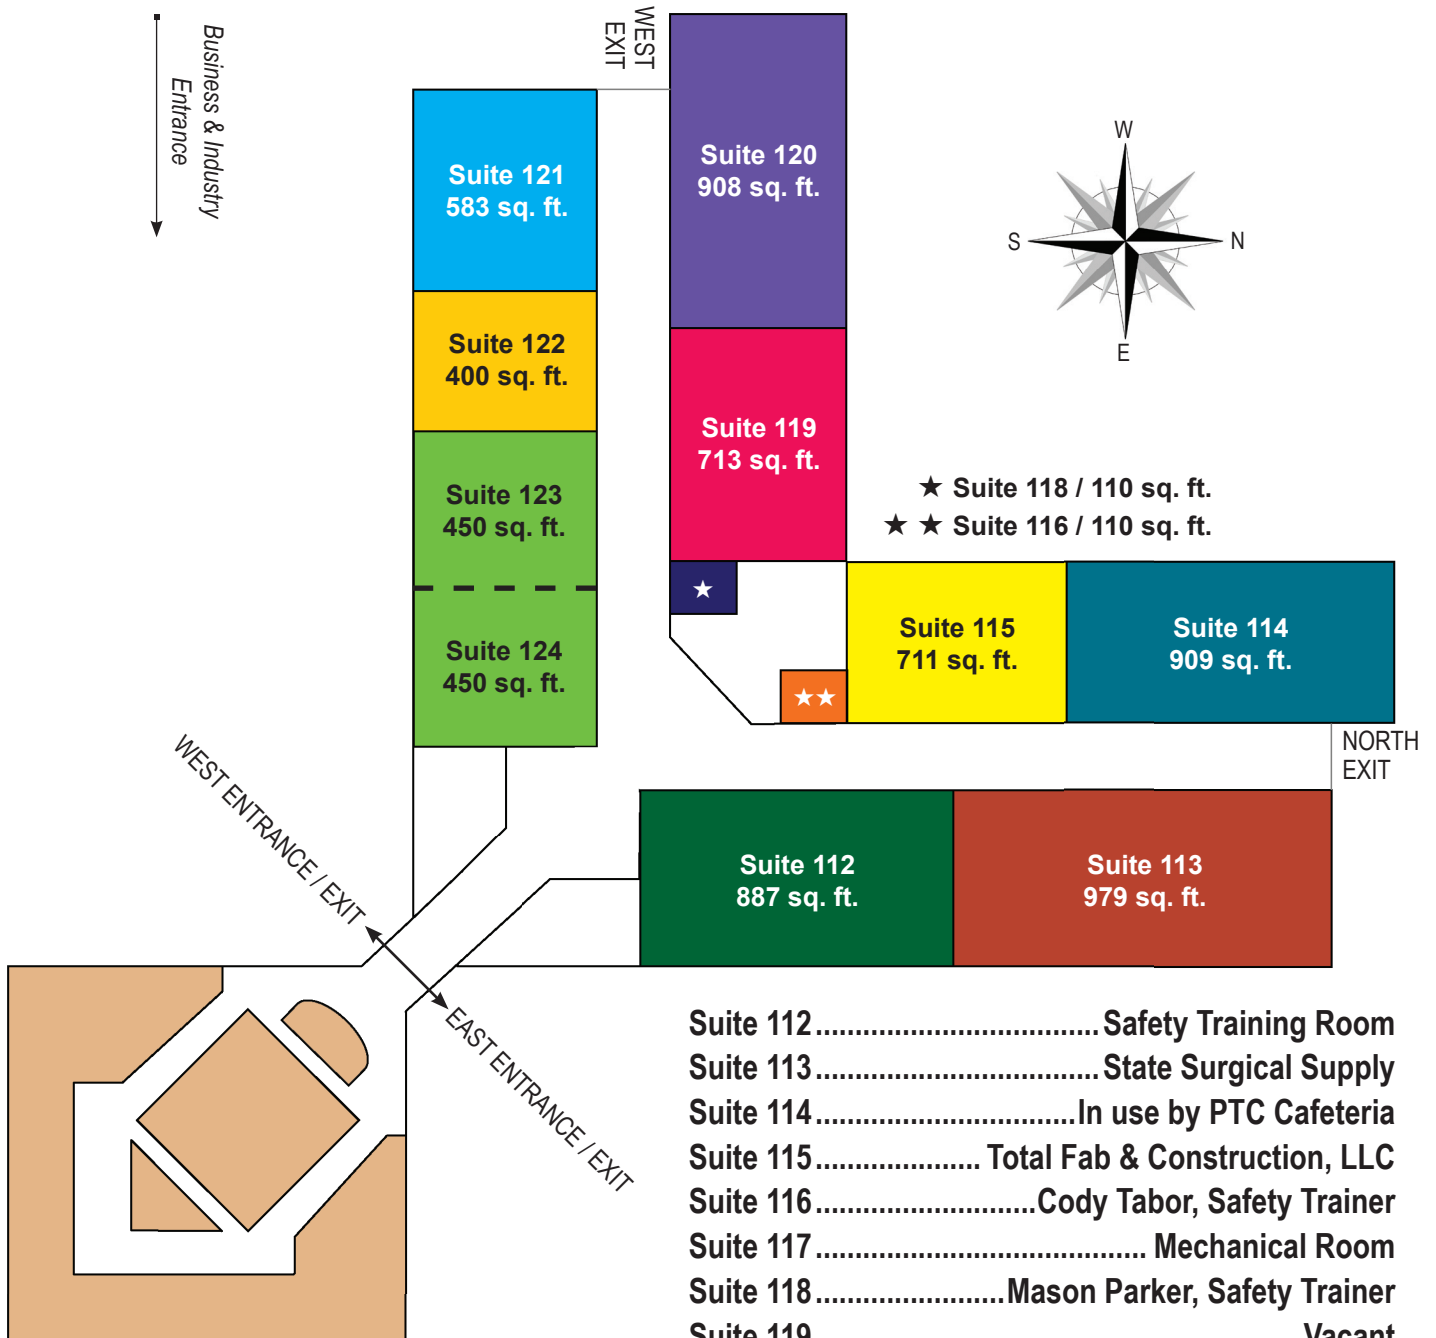 Business & Industry
Entrance
WEST
EXIT
Suite 121
583 sq. ft.
Suite 120
908 sq. ft.
W
S
N
E
Suite 122
400 sq. ft.
Suite 119
713 sq. ft.
Suite 123
450 sq. ft.
★ Suite 118 / 110 sq. ft.
★ ★ Suite 116 / 110 sq. ft.
★
Suite 124
450 sq. ft.
★★
Suite 115
711 sq. ft.
Suite 114
909 sq. ft.
NORTH
EXIT
WEST ENTRANCE / EXIT
Suite 112
887 sq. ft.
Suite 113
979 sq. ft.
EAST ENTRANCE / EXIT
Suite 112....................................Safety Training Room
Suite 113....................................State Surgical Supply
Suite 114.................................In use by PTC Cafeteria
Suite 115..................... Total Fab & Construction, LLC
Suite 116............................Cody Tabor, Safety Trainer
Suite 117.......................................... Mechanical Room
Suite 118........................Mason Parker, Safety Trainer
Suite 119 Vacant